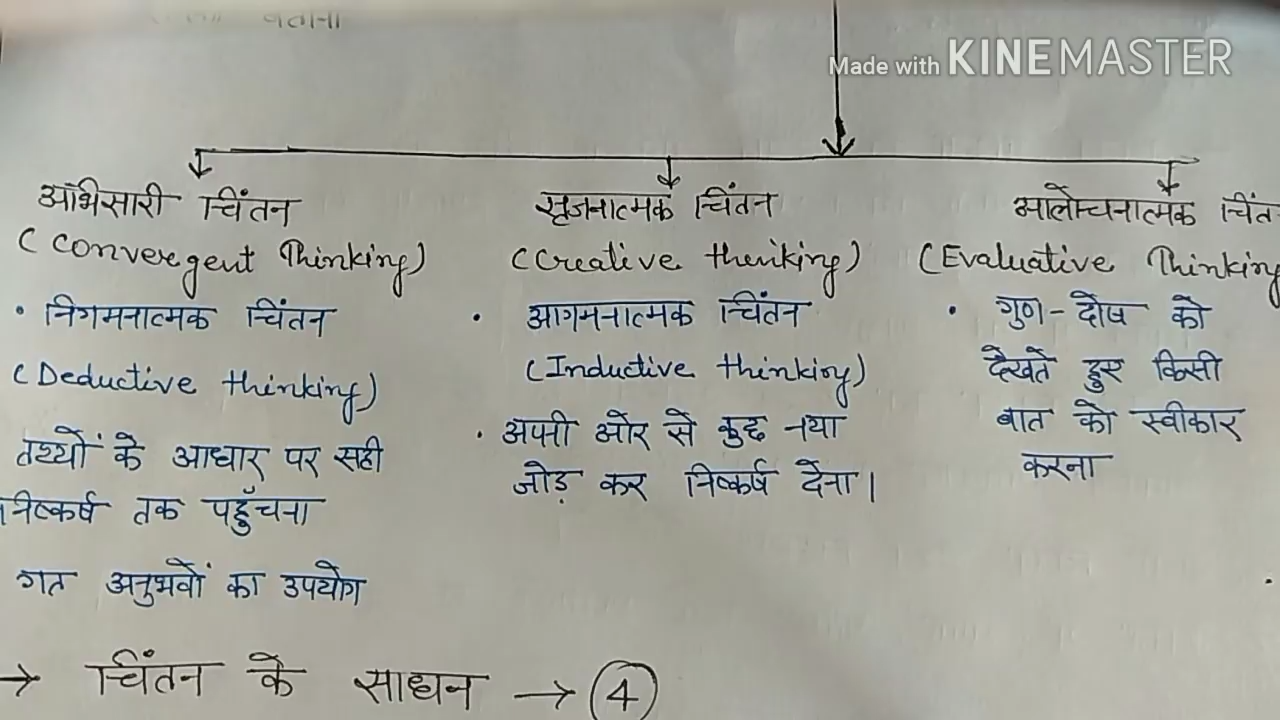 बताना
Made with KINEMASTER
अभिसारी चिंतन
(Convergent Thinking)
• निगमनात्मक चिंतन
(Deductive thinking)
तथ्यों के आधार पर सही
निष्कर्ष तक पहुँचना
गत अनुभवों का उपयोग
सृजनात्मक चिंतन
(Creative thenking)
• आगमनात्मक चिंतन
(Inductive thinking)
• अपनी ओर से कुछ नया
जोड़ कर निष्कर्ष देना।
आलोचनात्मक चिंत
(Evaluative Thinking
• गुण-दोष को
देखते हुए किसी
बात को स्वीकार
करना
→ चिंतन के साधन → 4